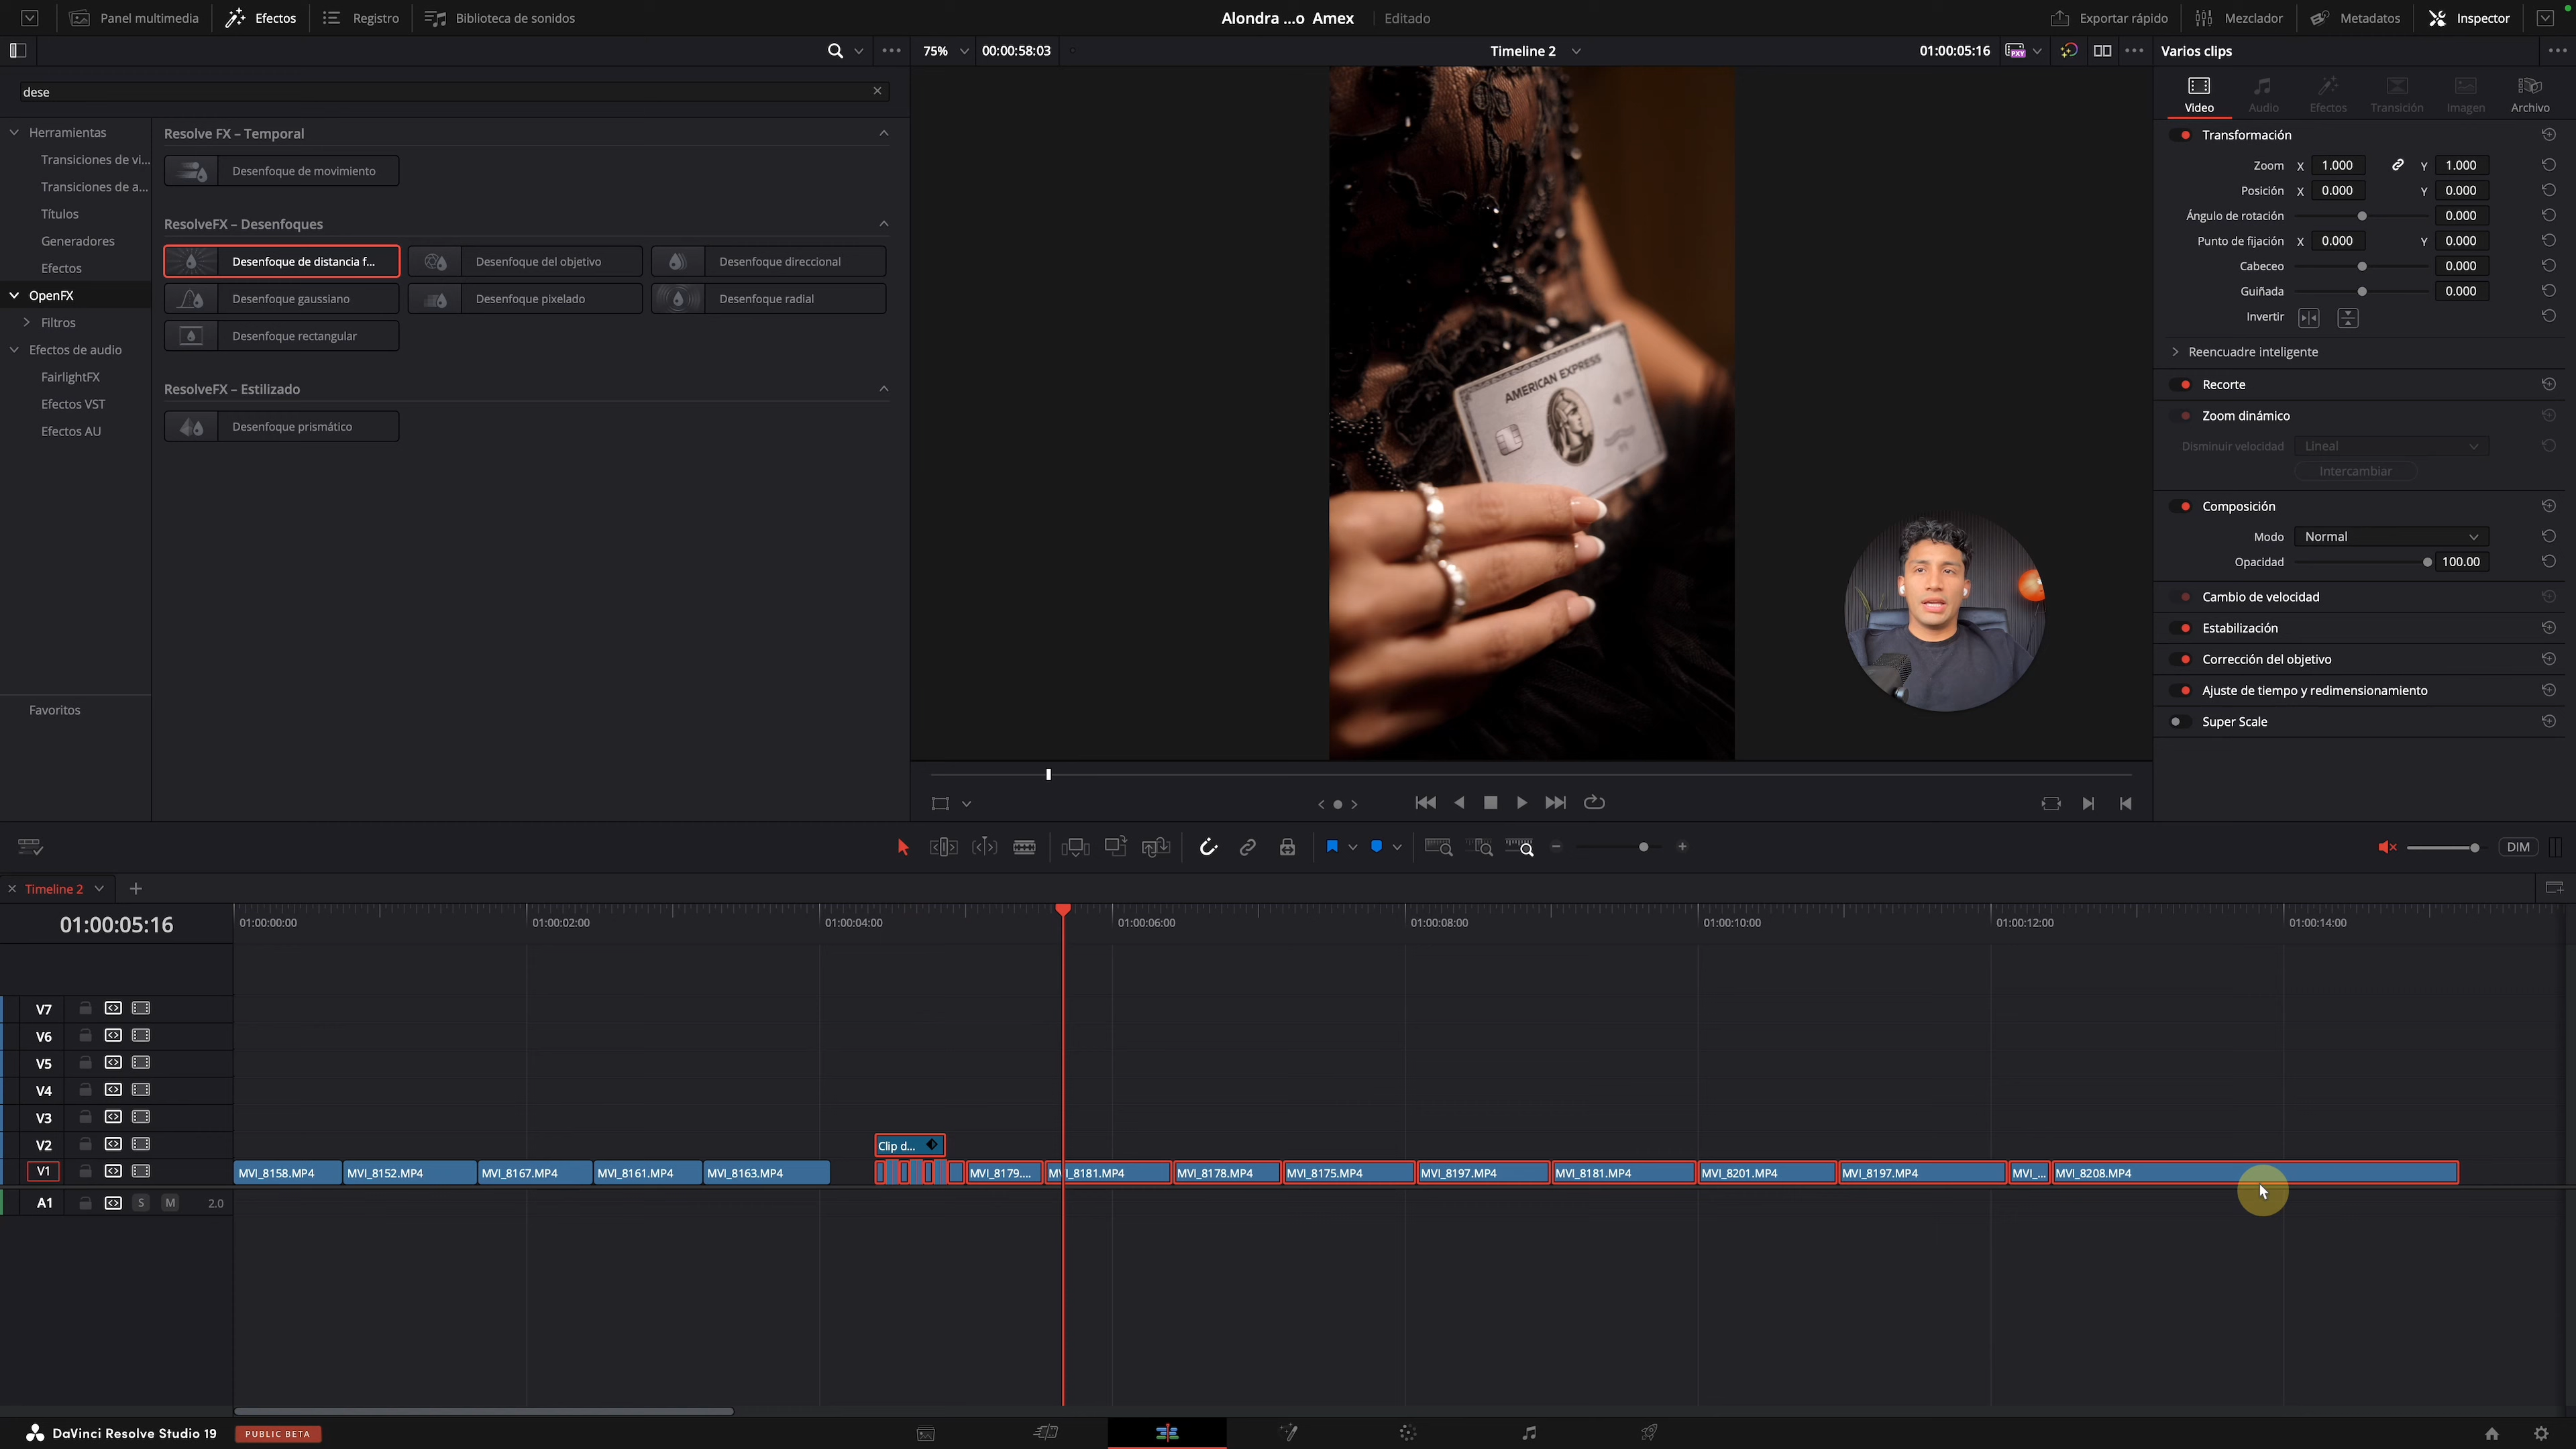 Panel multimedia
Efectos
Registro
Biblioteca de sonidos
Alondra ...o Amex
Editado
Exportar rápido
Mezclador
Metadatos
Inspector
75%
00:00:58:03
Timeline 2
01:00:05:16
PXY
Varios clips
dese
Herramientas
Transiciones de vi...
Transiciones de a...
Títulos
Generadores
Efectos
OpenFX
Filtros
Efectos de audio
FairlightFX
Efectos VST
Efectos AU
Favoritos
Resolve FX – Temporal
Desenfoque de movimiento
ResolveFX – Desenfoques
Desenfoque de distancia f...
Desenfoque del objetivo
Desenfoque direccional
Desenfoque gaussiano
Desenfoque pixelado
Desenfoque radial
Desenfoque rectangular
ResolveFX – Estilizado
Desenfoque prismático
AMERICAN EXPRESS
Video
Audio
Efectos
Transición
Imagen
Archivo
Transformación
Zoom X 1.000 Y 1.000
Posición X 0.000 Y 0.000
Ángulo de rotación 0.000
Punto de fijación X 0.000 Y 0.000
Cabeceo 0.000
Guiñada 0.000
Invertir
Reencuadre inteligente
Recorte
Zoom dinámico
Disminuir velocidad Lineal
Intercambiar
Composición
Modo Normal
Opacidad 100.00
Cambio de velocidad
Estabilización
Corrección del objetivo
Ajuste de tiempo y redimensionamiento
Super Scale
DIM
Timeline 2
01:00:05:16
01:00:00:00
01:00:02:00
01:00:04:00
01:00:06:00
01:00:08:00
01:00:10:00
01:00:12:00
01:00:14:00
V7
V6
V5
V4
V3
V2
Clip d...
V1
MVI_8158.MP4
MVI_8152.MP4
MVI_8167.MP4
MVI_8161.MP4
MVI_8163.MP4
MVI_8179....
MVI_8181.MP4
MVI_8178.MP4
MVI_8175.MP4
MVI_8197.MP4
MVI_8181.MP4
MVI_8201.MP4
MVI_8197.MP4
MVI_...
MVI_8208.MP4
A1 S M 2.0
DaVinci Resolve Studio 19
PUBLIC BETA